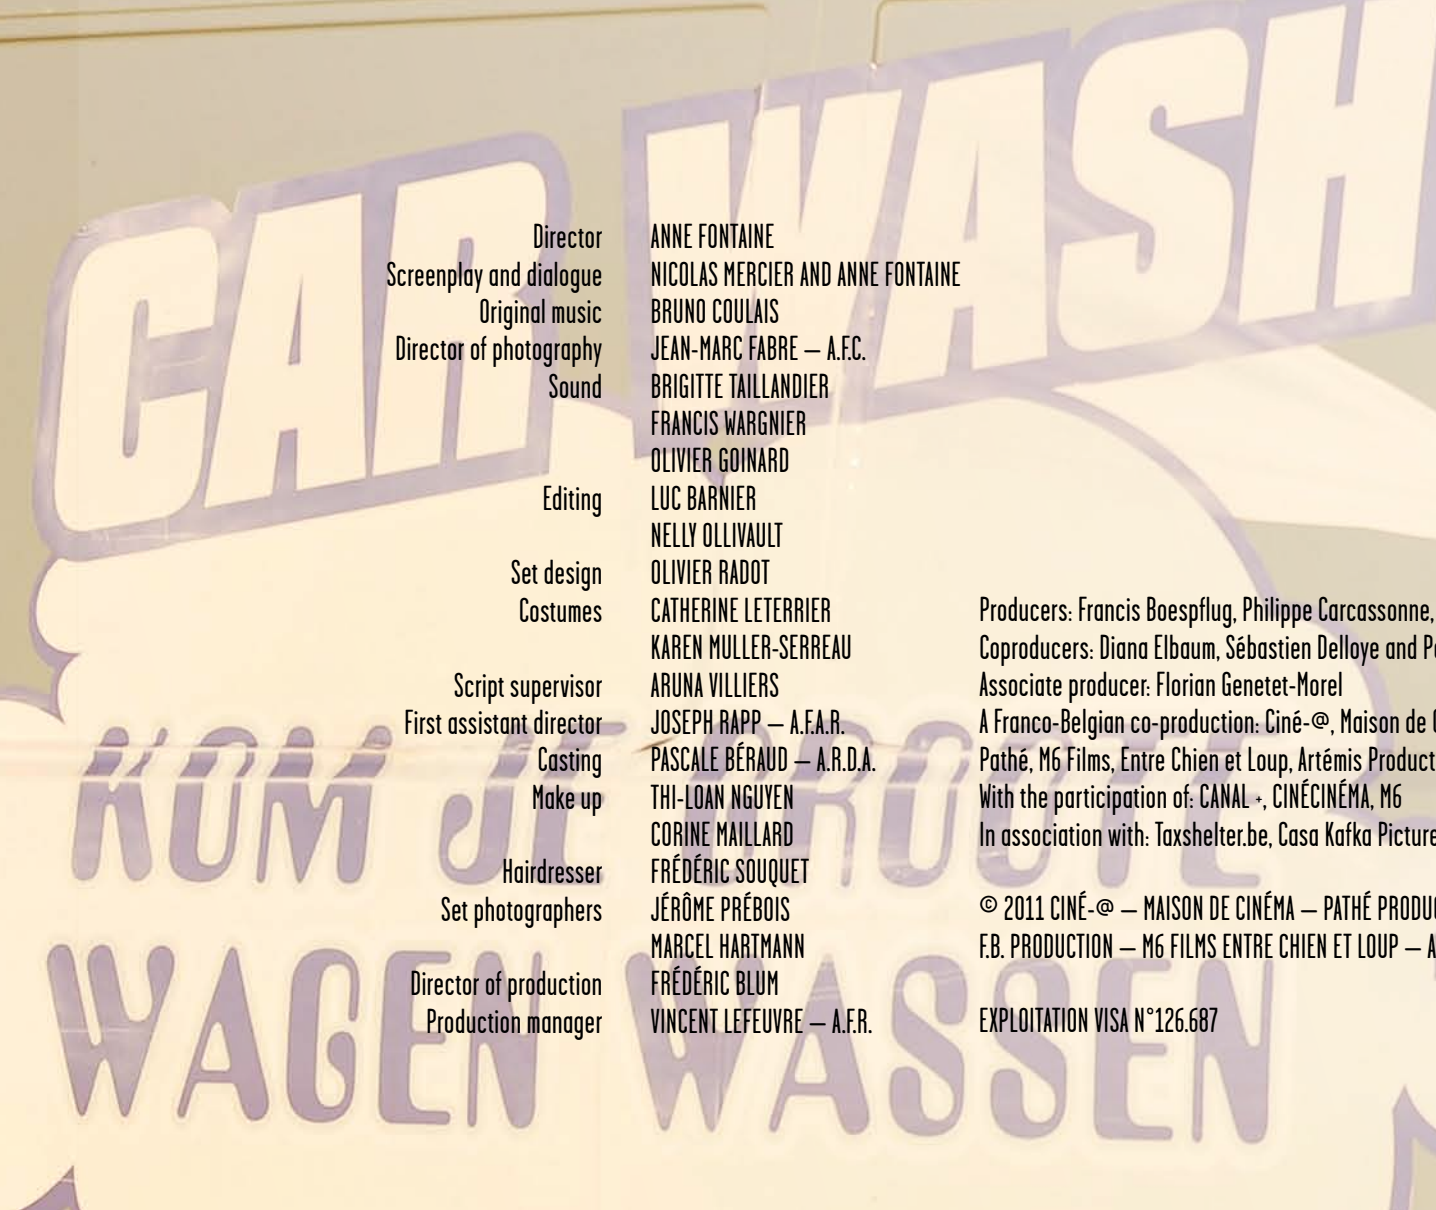 CAR WASH
Director ANNE FONTAINE
Screenplay and dialogue NICOLAS MERCIER AND ANNE FONTAINE
Original music BRUNO COULAIS
Director of photography JEAN-MARC FABRE – A.F.C.
Sound BRIGITTE TAILLANDIER
FRANCIS WARGNIER
OLIVIER GOINARD
Editing LUC BARNIER
NELLY OLLIVAULT
Set design OLIVIER RADOT
Costumes CATHERINE LETERRIER
KAREN MULLER-SERREAU
Script supervisor ARUNA VILLIERS
First assistant director JOSEPH RAPP – A.F.A.R.
Casting PASCALE BÉRAUD – A.R.D.A.
Make up THI-LOAN NGUYEN
CORINE MAILLARD
Hairdresser FRÉDÉRIC SOUQUET
Set photographers JÉRÔME PRÉBOIS
MARCEL HARTMANN
Director of production FRÉDÉRIC BLUM
Production manager VINCENT LEFEUVRE – A.F.R.
Producers: Francis Boespflug, Philippe Carcassonne,
Coproducers: Diana Elbaum, Sébastien Delloye and
Associate producer: Florian Genetet-Morel
A Franco-Belgian co-production: Ciné-@, Maison de
Pathé, M6 Films, Entre Chien et Loup, Artémis
With the participation of: CANAL +, CINÉCINÉMA, M6
In association with: Taxshelter.be, Casa Kafka
© 2011 CINÉ-@ – MAISON DE CINÉMA – PATHÉ
F.B. PRODUCTION – M6 FILMS ENTRE CHIEN ET LOUP –
EXPLOITATION VISA N°126.687
KOM JE GROOTE
WAGEN WASSEN